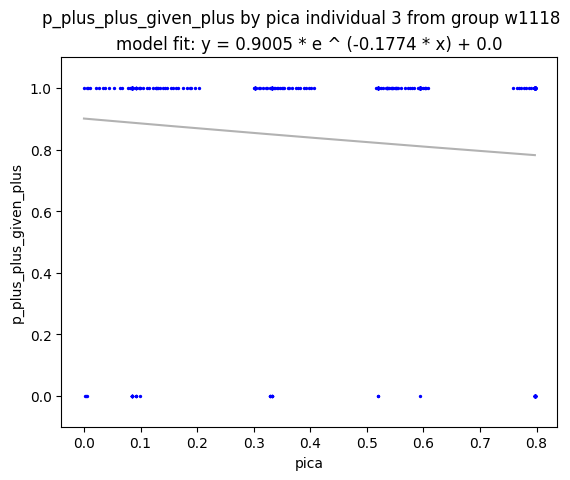 p_plus_plus_given_plus by pica individual 3 from group w1118
model fit: y = 0.9005 * e ^ (-0.1774 * x) + 0.0
1.0
0.8
0.6
0.4
0.2
0.0
p_plus_plus_given_plus
0.0 0.1 0.2 0.3 0.4 0.5 0.6 0.7 0.8
pica